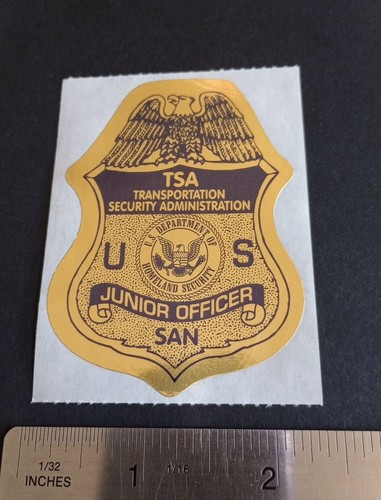 TSA
TRANSPORTATION
SECURITY ADMINISTRATION
U S
U.S. DEPARTMENT OF
HOMELAND SECURITY
JUNIOR OFFICER
SAN
1/32 1 1/16 2
INCHES